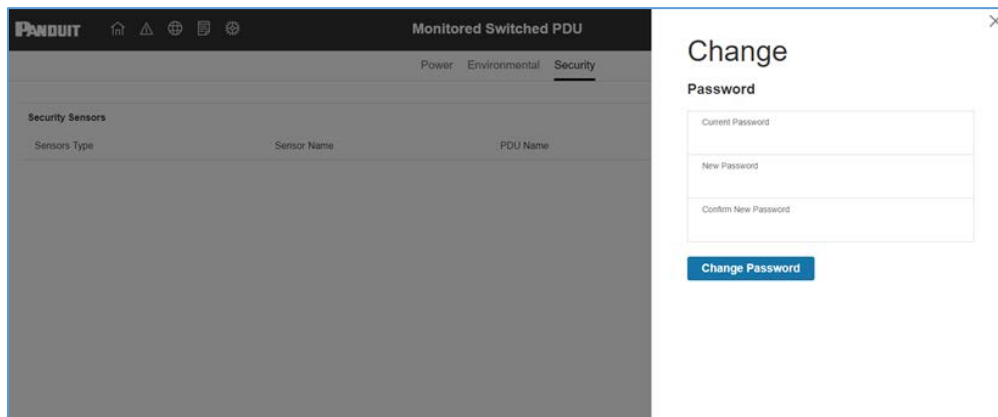 PANDUIT
Monitored Switched PDU
Power Environmental Security
Security Sensors
Sensors Type Sensor Name PDU Name
Change
Password
Current Password
New Password
Confirm New Password
Change Password